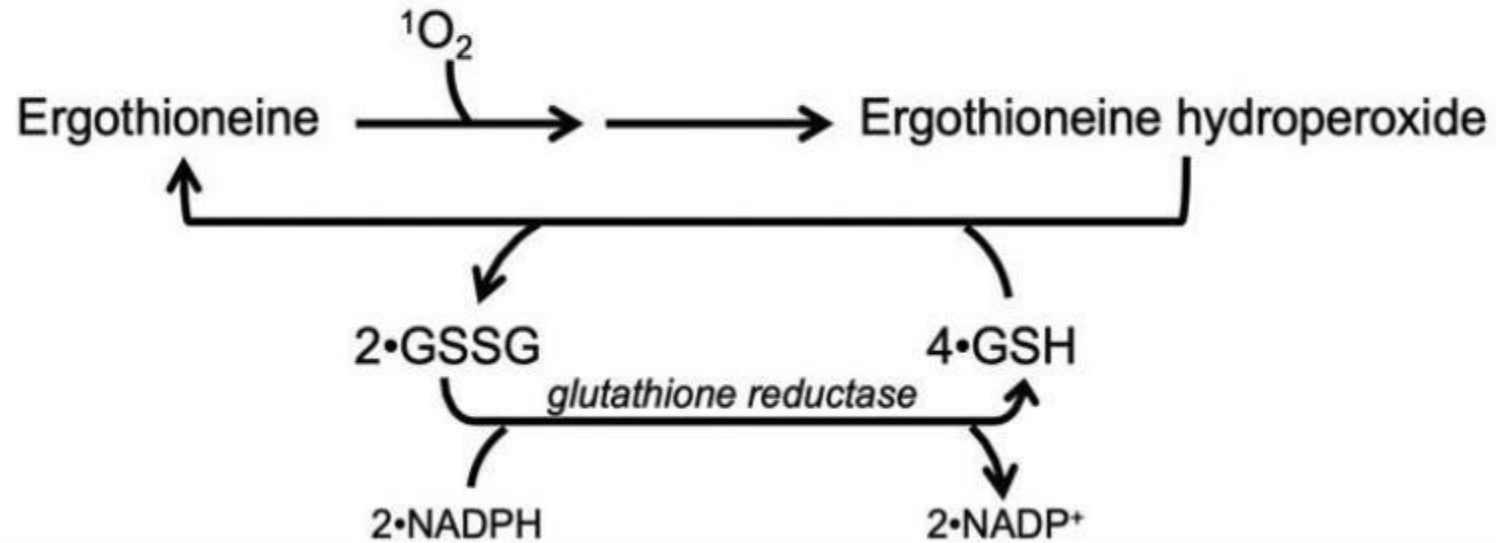 ¹O₂
Ergothioneine
Ergothioneine hydroperoxide
2•GSSG
4•GSH
glutathione reductase
2•NADPH
2•NADP⁺